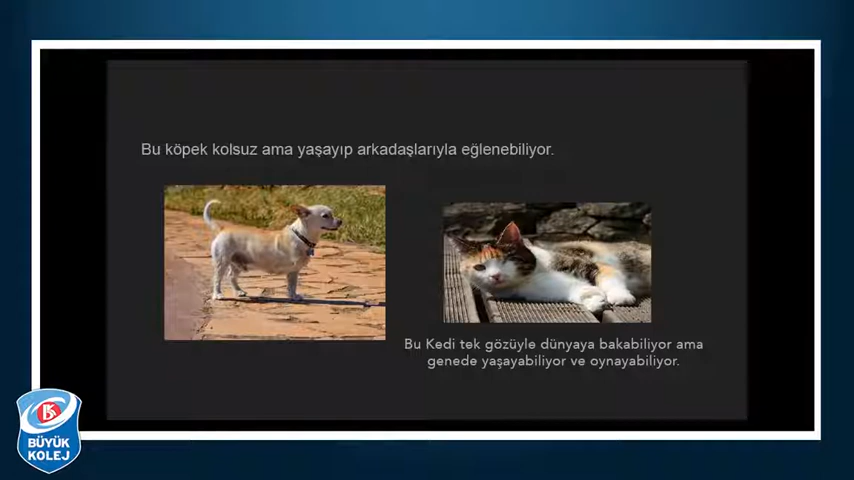 Bu köpek kolsuz ama yaşayıp arkadaşlarıyla eğlenebiliyor.
Bu Kedi tek gözüyle dünyaya bakabiliyor ama
genede yaşayabiliyor ve oynayabiliyor.
BK
BÜYÜK
KOLEJ